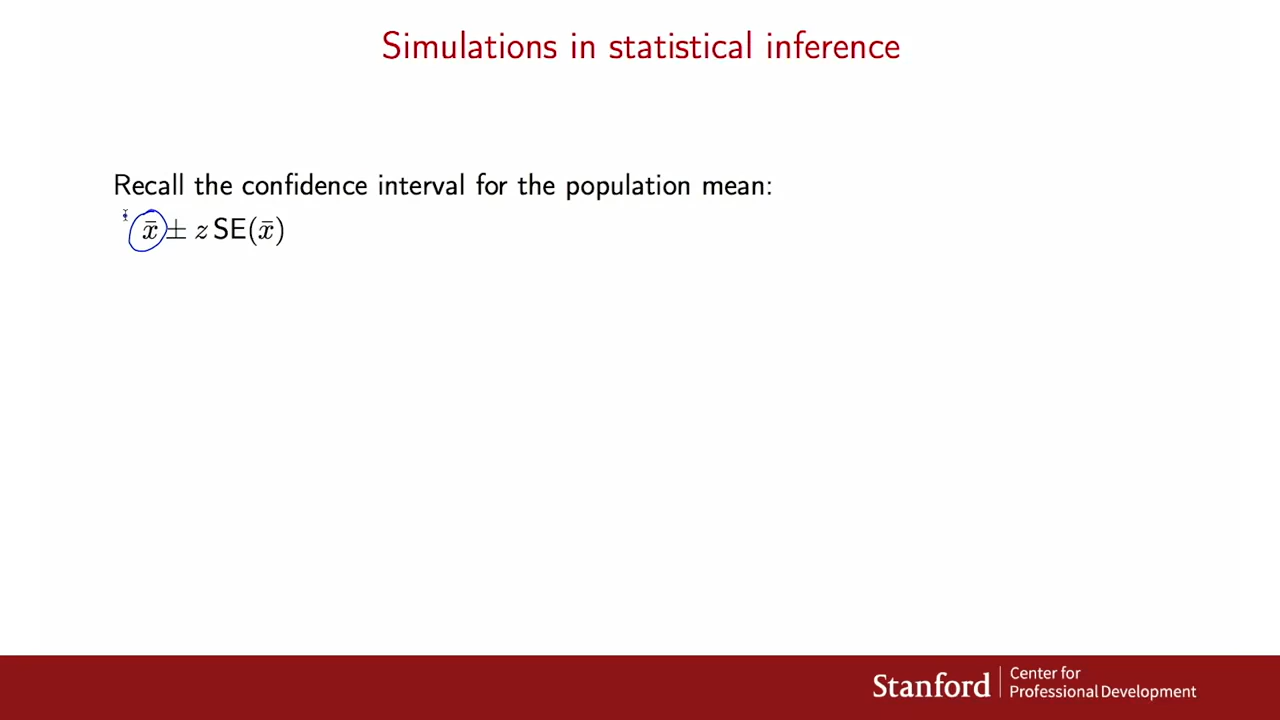 Simulations in statistical inference
Recall the confidence interval for the population mean:
x̄ ± z SE(x̄)
Stanford
Center for
Professional Development